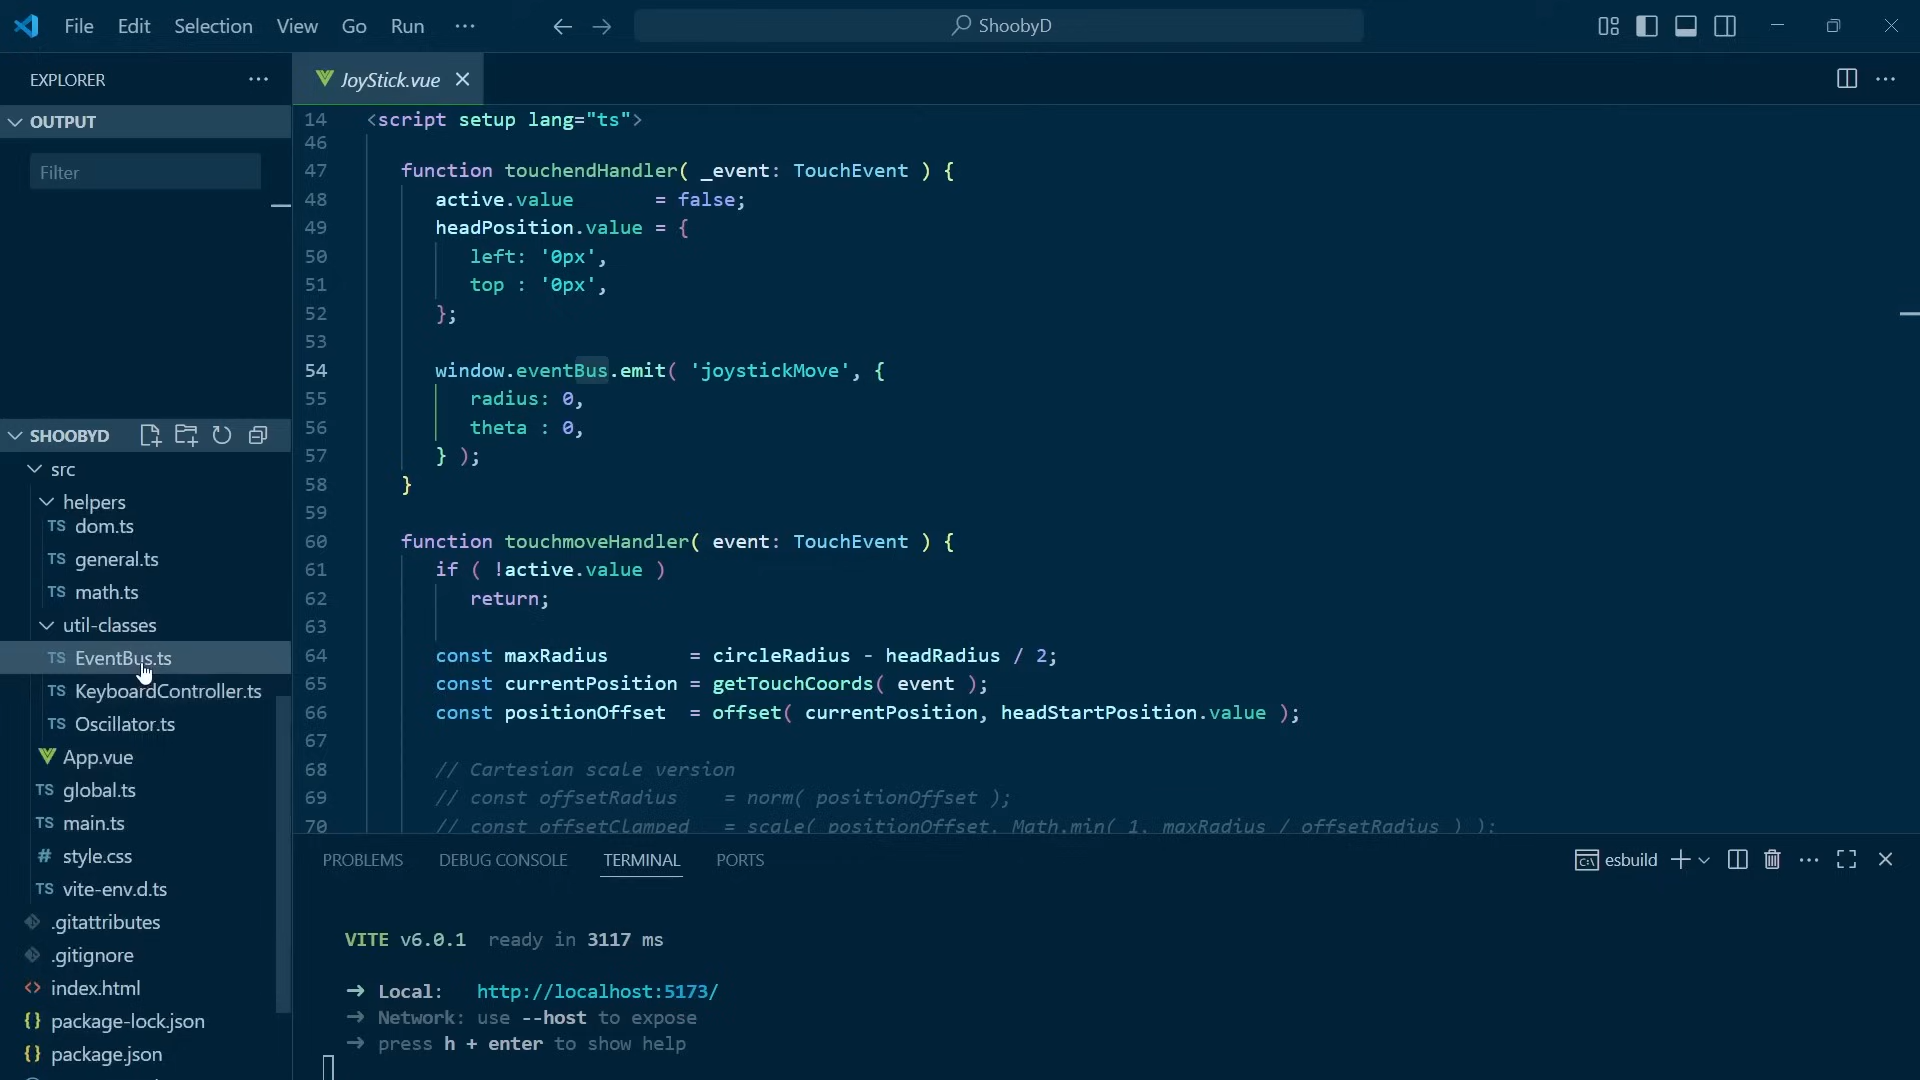 File Edit Selection View Go Run ··· ShoobyD
EXPLORER ···
OUTPUT
Filter
SHOOBYD
src
helpers
TS dom.ts
TS general.ts
TS math.ts
util-classes
TS EventBus.ts
TS KeyboardController.ts
TS Oscillator.ts
App.vue
TS global.ts
TS main.ts
# style.css
TS vite-env.d.ts
.gitattributes
.gitignore
<> index.html
{} package-lock.json
{} package.json
JoyStick.vue
14 <script setup lang="ts">
46
47 function touchendHandler( _event: TouchEvent ) {
48 active.value = false;
49 headPosition.value = {
50 left: '0px',
51 top : '0px',
52 };
53
54 window.eventBus.emit( 'joystickMove', {
55 radius: 0,
56 theta : 0,
57 } );
58 }
59
60 function touchmoveHandler( event: TouchEvent ) {
61 if ( !active.value )
62 return;
63
64 const maxRadius = circleRadius - headRadius / 2;
65 const currentPosition = getTouchCoords( event );
66 const positionOffset = offset( currentPosition, headStartPosition.value );
67
68 // Cartesian scale version
69 // const offsetRadius = norm( positionOffset );
70 // const offsetClamped = scale( positionOffset, Math.min( 1, maxRadius / offsetRadius ) );
PROBLEMS DEBUG CONSOLE TERMINAL PORTS esbuild
VITE v6.0.1 ready in 3117 ms
→ Local: http://localhost:5173/
→ Network: use --host to expose
→ press h + enter to show help